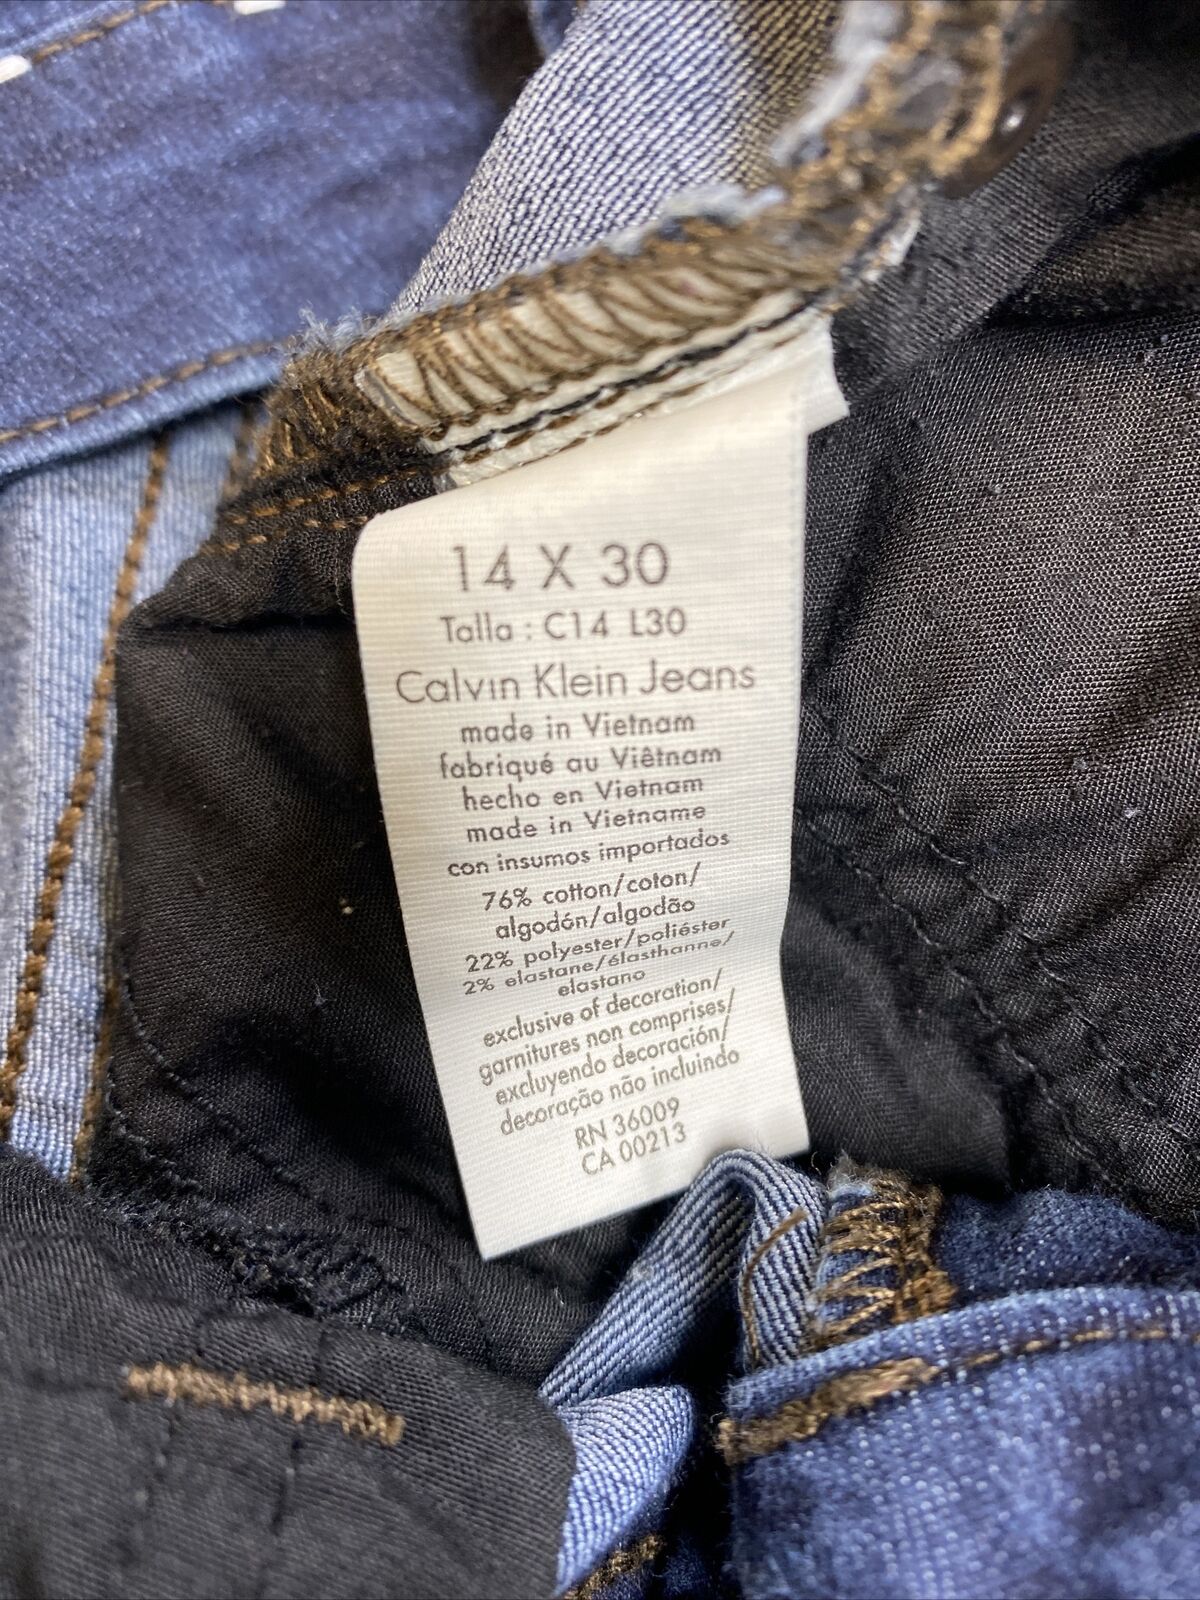 14 X 30
Talla : C14 L30
Calvin Klein Jeans
made in Vietnam
fabriqué au Viêtnam
hecho en Vietnam
made in Vietname
con insumos importados
76% cotton/coton/
algodón/algodão
22% polyester/poliéster
2% elastane/élasthanne/
elastano
exclusive of decoration/
garnitures non comprises/
excluyendo decoración/
decoração não incluindo
RN 36009
CA 00213